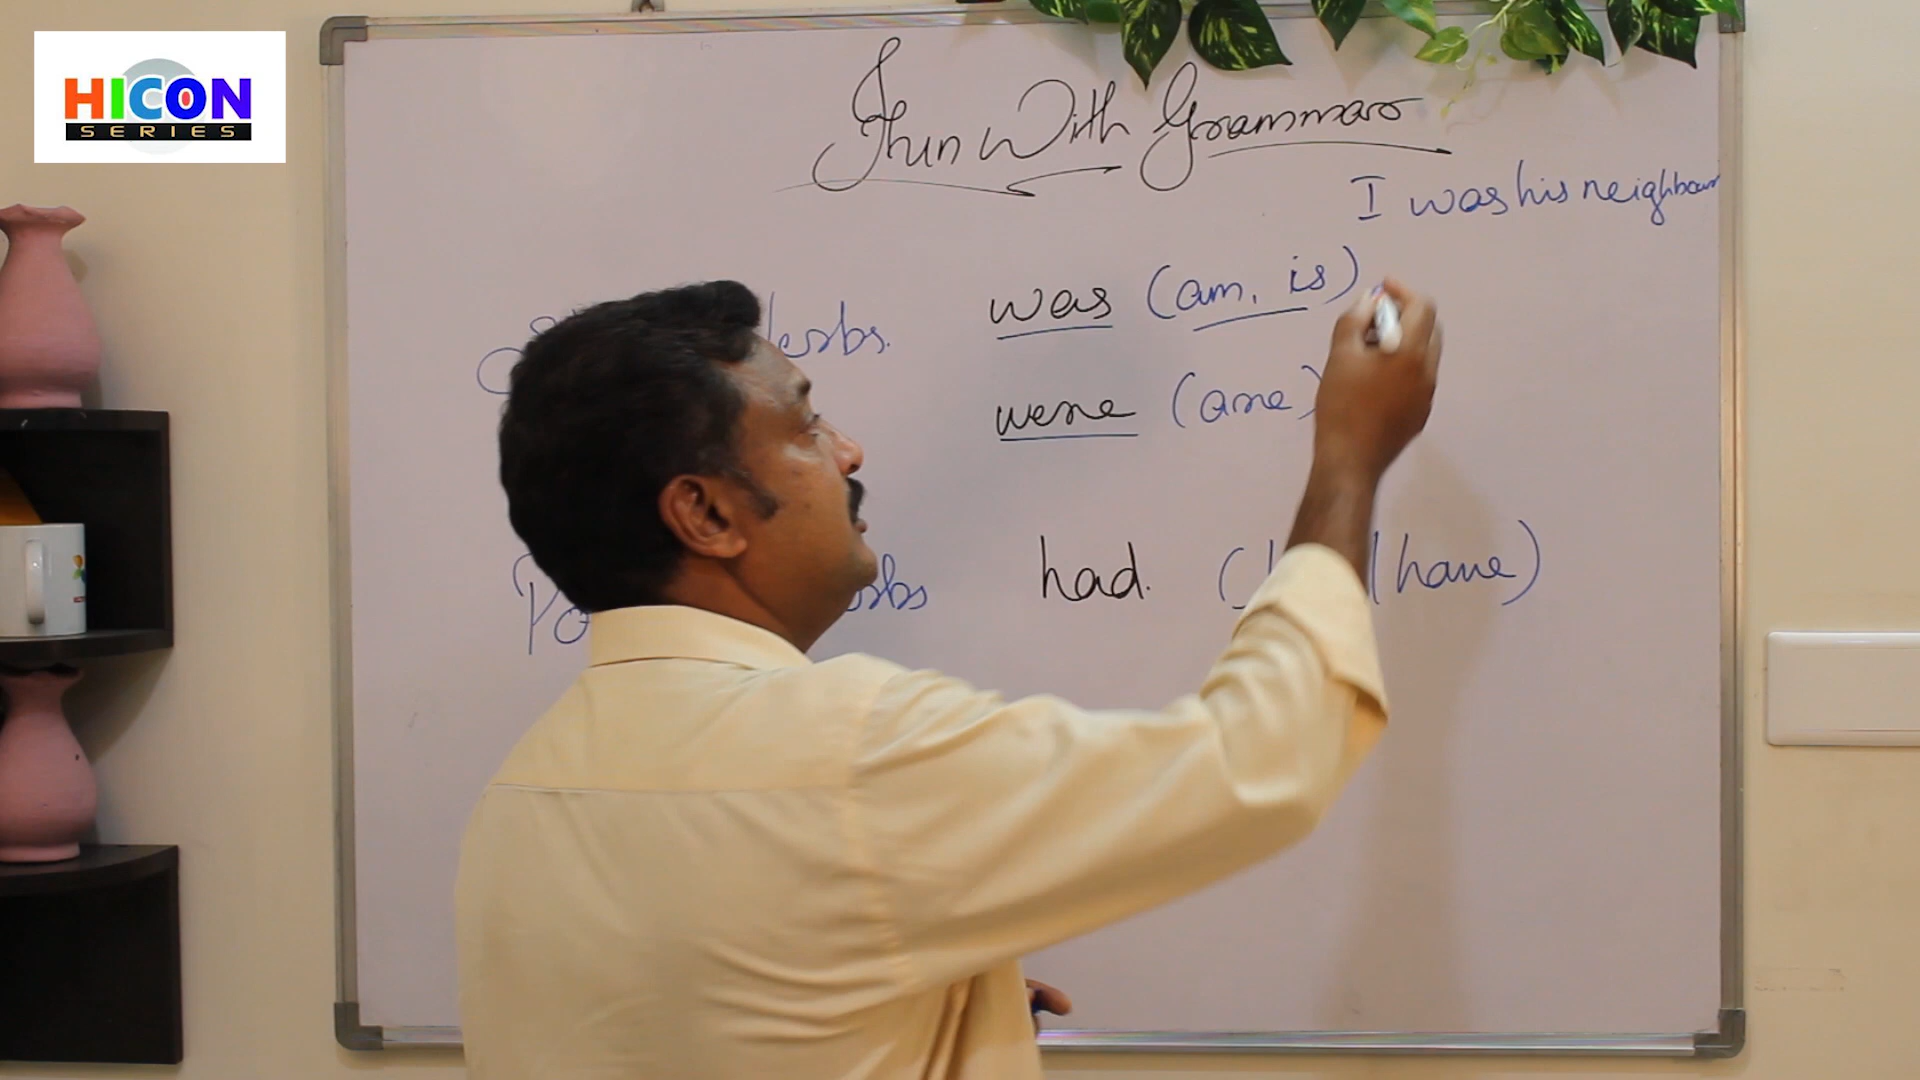 HICON
SERIES
Fun With Grammar
I was his neighbour
was (am, is)
were (are)
had. ( | have)